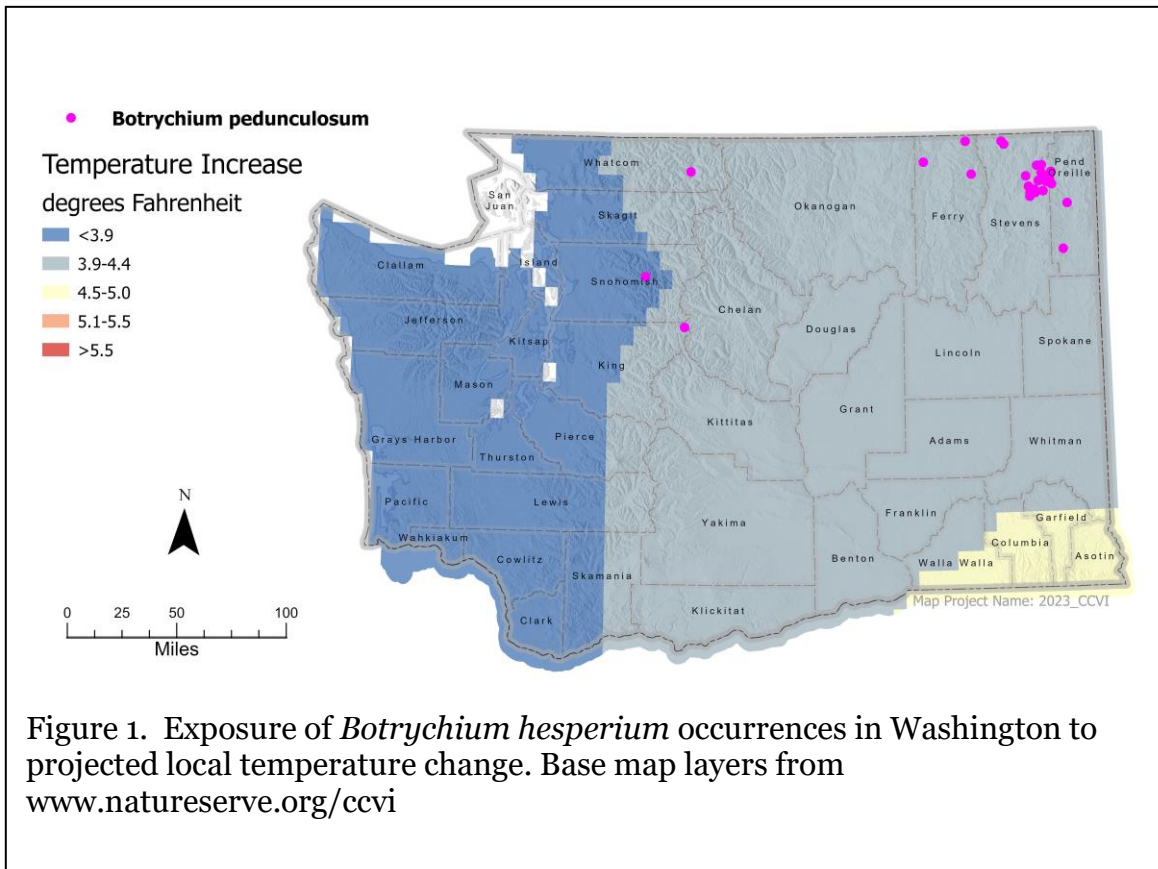 Botrychium pedunculosum
Temperature Increase
degrees Fahrenheit
<3.9
3.9-4.4
4.5-5.0
5.1-5.5
>5.5
Whatcom
San
Juan
Skagit
Okanogan
Ferry
Stevens
Pend
Oreille
Clallam
Island
Snohomish
Chelan
Jefferson
Kitsap
Douglas
Lincoln
Spokane
King
Mason
Grant
Kittitas
Grays Harbor
Pierce
Thurston
Adams
Whitman
Pacific
Lewis
Yakima
Franklin
Garfield
Wahkiakum
Columbia
Cowlitz
Benton
Walla Walla
Asotin
Skamania
Klickitat
Clark
Map Project Name: 2023_CCVI
N
0 25 50 100
Miles
Figure 1. Exposure of Botrychium hesperium occurrences in Washington to
projected local temperature change. Base map layers from
www.natureserve.org/ccvi